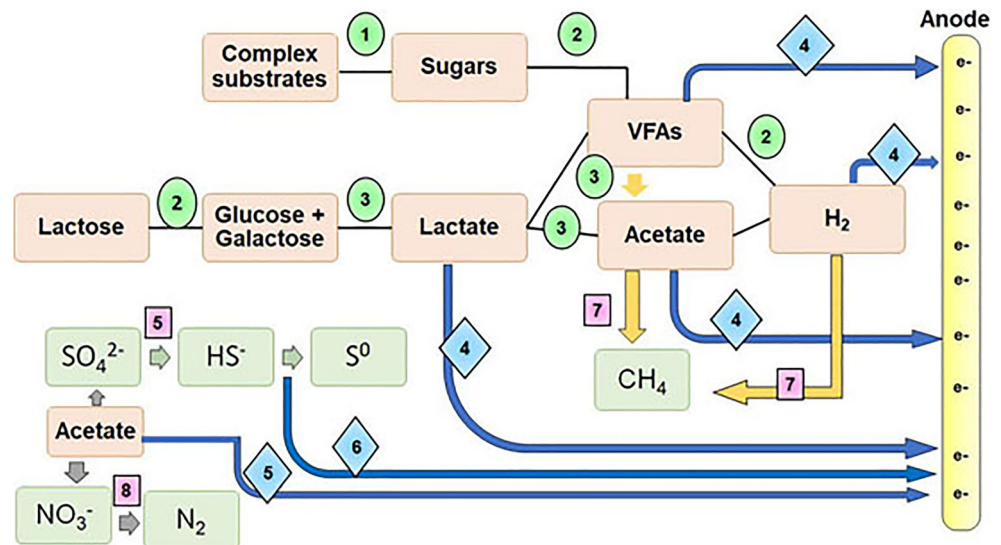 Anode
1
2
4
Complex
substrates
Sugars
e-
e-
VFAs
2
4
e-
3
Lactose
2
Glucose +
Galactose
3
Lactate
3
Acetate
H₂
e-
e-
e-
7
4
e-
5
SO₄²⁻
HS⁻
S⁰
4
CH₄
7
e-
Acetate
6
e-
5
e-
8
NO₃⁻
N₂